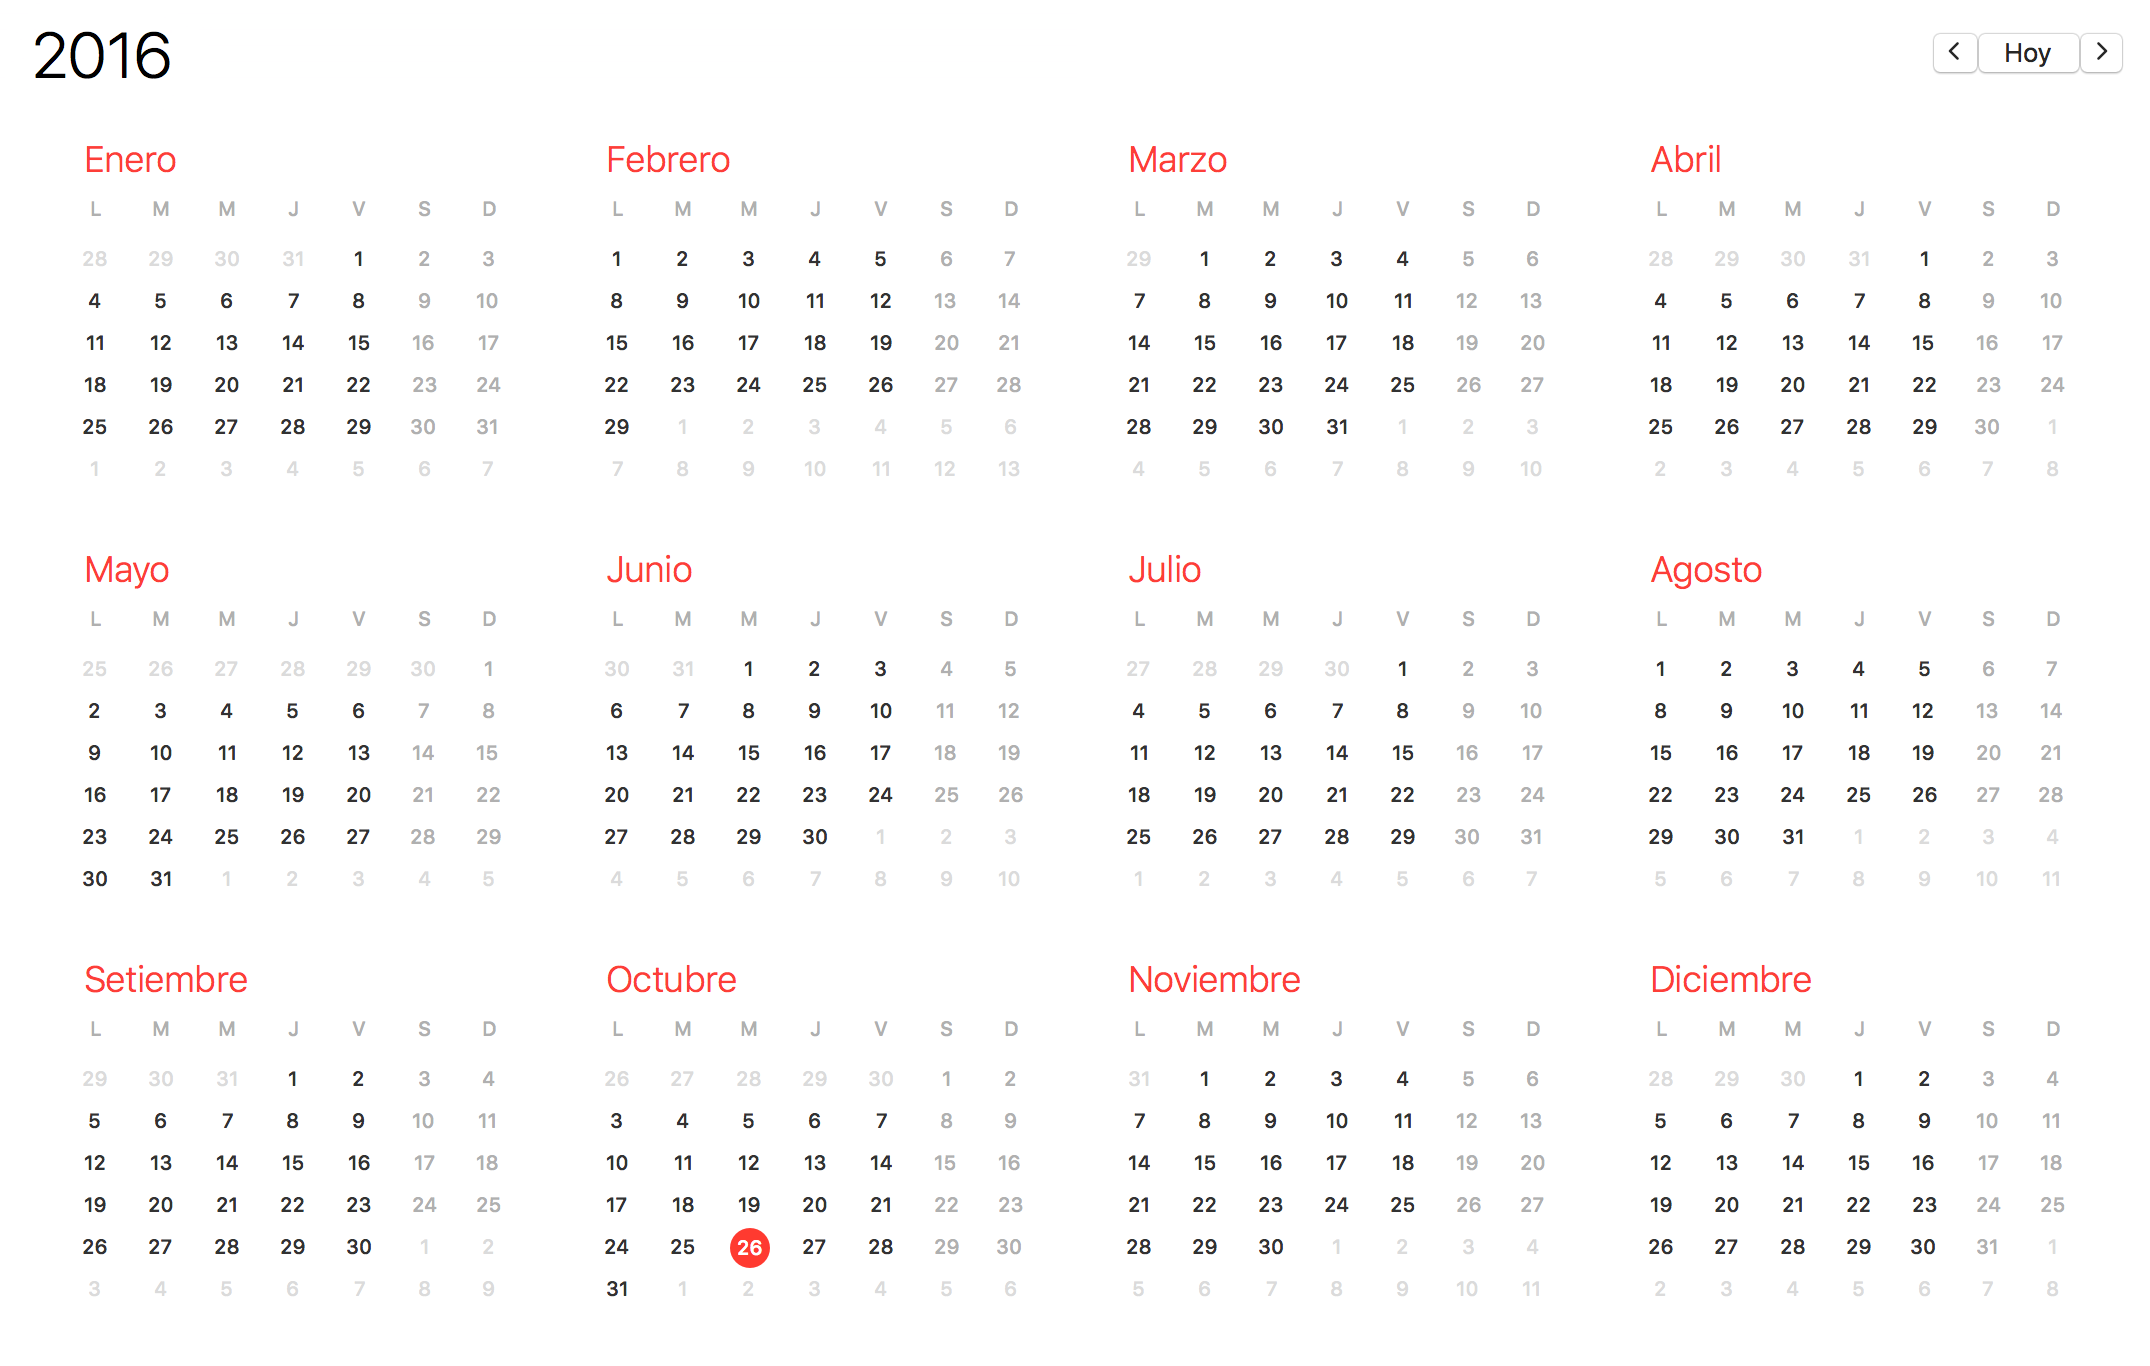 2016
< Hoy >
Enero Febrero Marzo Abril
L M M J V S D L M M J V S D L M M J V S D L M M J V S D
28 29 30 31 1 2 3 1 2 3 4 5 6 7 29 1 2 3 4 5 6 28 29 30 31 1 2 3
4 5 6 7 8 9 10 8 9 10 11 12 13 14 7 8 9 10 11 12 13 4 5 6 7 8 9 10
11 12 13 14 15 16 17 15 16 17 18 19 20 21 14 15 16 17 18 19 20 11 12 13 14 15 16 17
18 19 20 21 22 23 24 22 23 24 25 26 27 28 21 22 23 24 25 26 27 18 19 20 21 22 23 24
25 26 27 28 29 30 31 29 1 2 3 4 5 6 28 29 30 31 1 2 3 25 26 27 28 29 30 1
1 2 3 4 5 6 7 7 8 9 10 11 12 13 4 5 6 7 8 9 10 2 3 4 5 6 7 8
Mayo Junio Julio Agosto
L M M J V S D L M M J V S D L M M J V S D L M M J V S D
25 26 27 28 29 30 1 30 31 1 2 3 4 5 27 28 29 30 1 2 3 1 2 3 4 5 6 7
2 3 4 5 6 7 8 6 7 8 9 10 11 12 4 5 6 7 8 9 10 8 9 10 11 12 13 14
9 10 11 12 13 14 15 13 14 15 16 17 18 19 11 12 13 14 15 16 17 15 16 17 18 19 20 21
16 17 18 19 20 21 22 20 21 22 23 24 25 26 18 19 20 21 22 23 24 22 23 24 25 26 27 28
23 24 25 26 27 28 29 27 28 29 30 1 2 3 25 26 27 28 29 30 31 29 30 31 1 2 3 4
30 31 1 2 3 4 5 4 5 6 7 8 9 10 1 2 3 4 5 6 7 5 6 7 8 9 10 11
Setiembre Octubre Noviembre Diciembre
L M M J V S D L M M J V S D L M M J V S D L M M J V S D
29 30 31 1 2 3 4 26 27 28 29 30 1 2 31 1 2 3 4 5 6 28 29 30 1 2 3 4
5 6 7 8 9 10 11 3 4 5 6 7 8 9 7 8 9 10 11 12 13 5 6 7 8 9 10 11
12 13 14 15 16 17 18 10 11 12 13 14 15 16 14 15 16 17 18 19 20 12 13 14 15 16 17 18
19 20 21 22 23 24 25 17 18 19 20 21 22 23 21 22 23 24 25 26 27 19 20 21 22 23 24 25
26 27 28 29 30 1 2 24 25 26 27 28 29 30 28 29 30 1 2 3 4 26 27 28 29 30 31 1
3 4 5 6 7 8 9 31 1 2 3 4 5 6 5 6 7 8 9 10 11 2 3 4 5 6 7 8